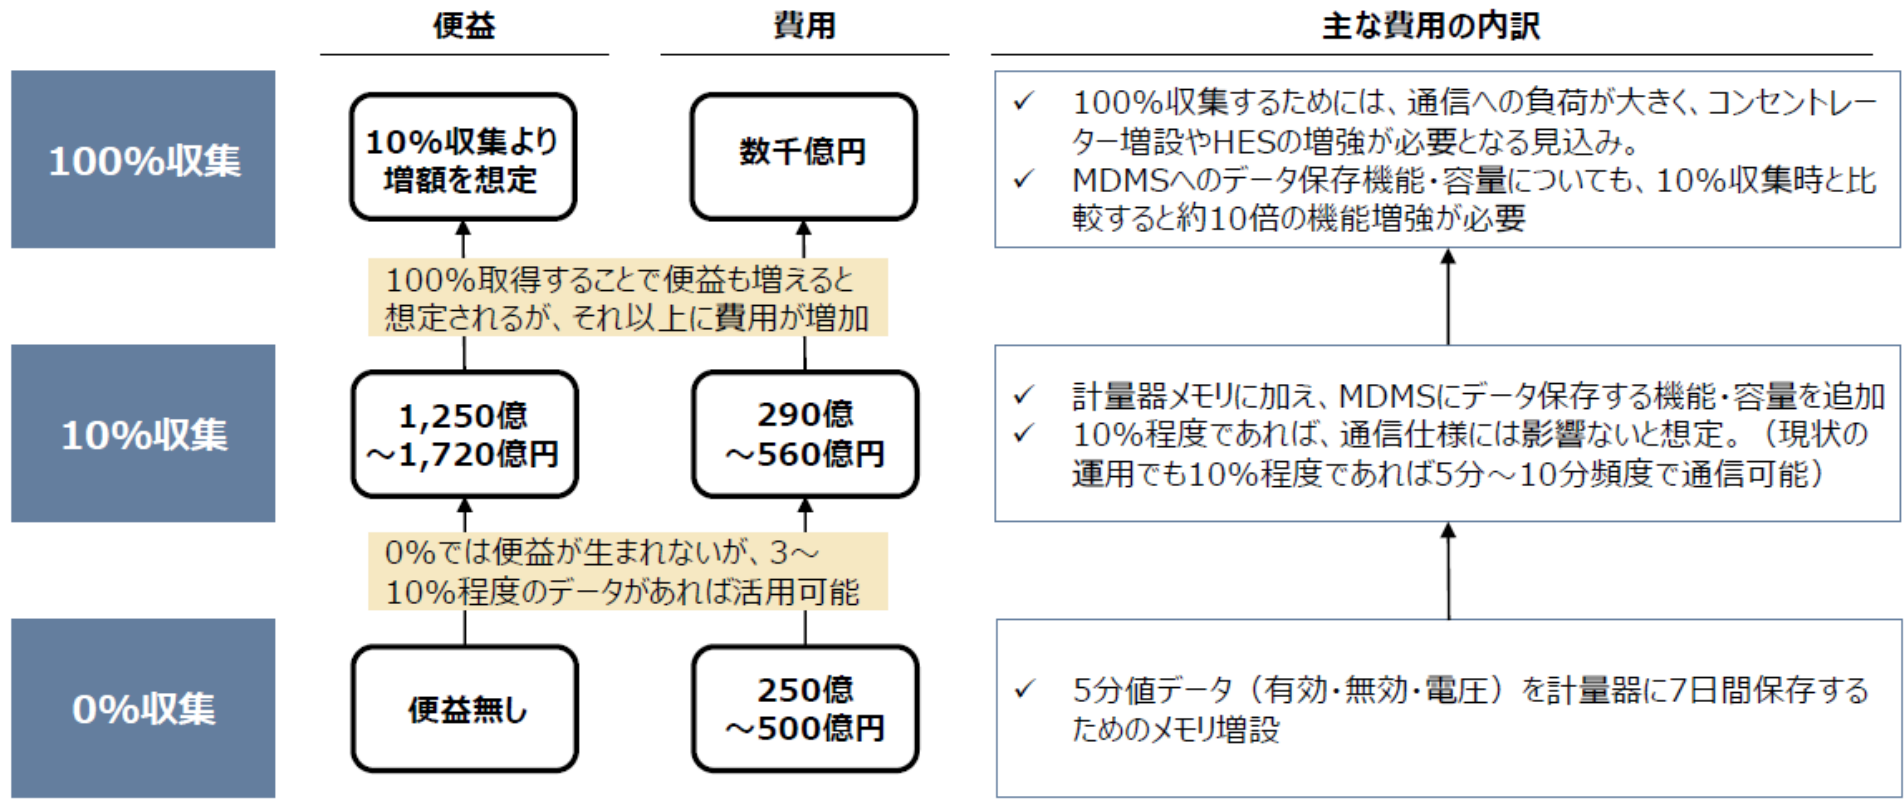 便益
費用
主な費用の内訳
100%収集
10%収集より
増額を想定
数千億円
✓ 100%収集するためには、通信への負荷が大きく、コンセントレー
ター増設やHESの増強が必要となる見込み。
✓ MDMSへのデータ保存機能・容量についても、10%収集時と比
較すると約10倍の機能増強が必要
100%取得することで便益も増えると
想定されるが、それ以上に費用が増加
10%収集
1,250億
～1,720億円
290億
～560億円
✓ 計量器メモリに加え、MDMSにデータ保存する機能・容量を追加
✓ 10%程度であれば、通信仕様には影響ないと想定。（現状の
運用でも10%程度であれば5分～10分頻度で通信可能）
0%では便益が生まれないが、3～
10%程度のデータがあれば活用可能
0%収集
便益無し
250億
～500億円
✓ 5分値データ（有効・無効・電圧）を計量器に7日間保存する
ためのメモリ増設